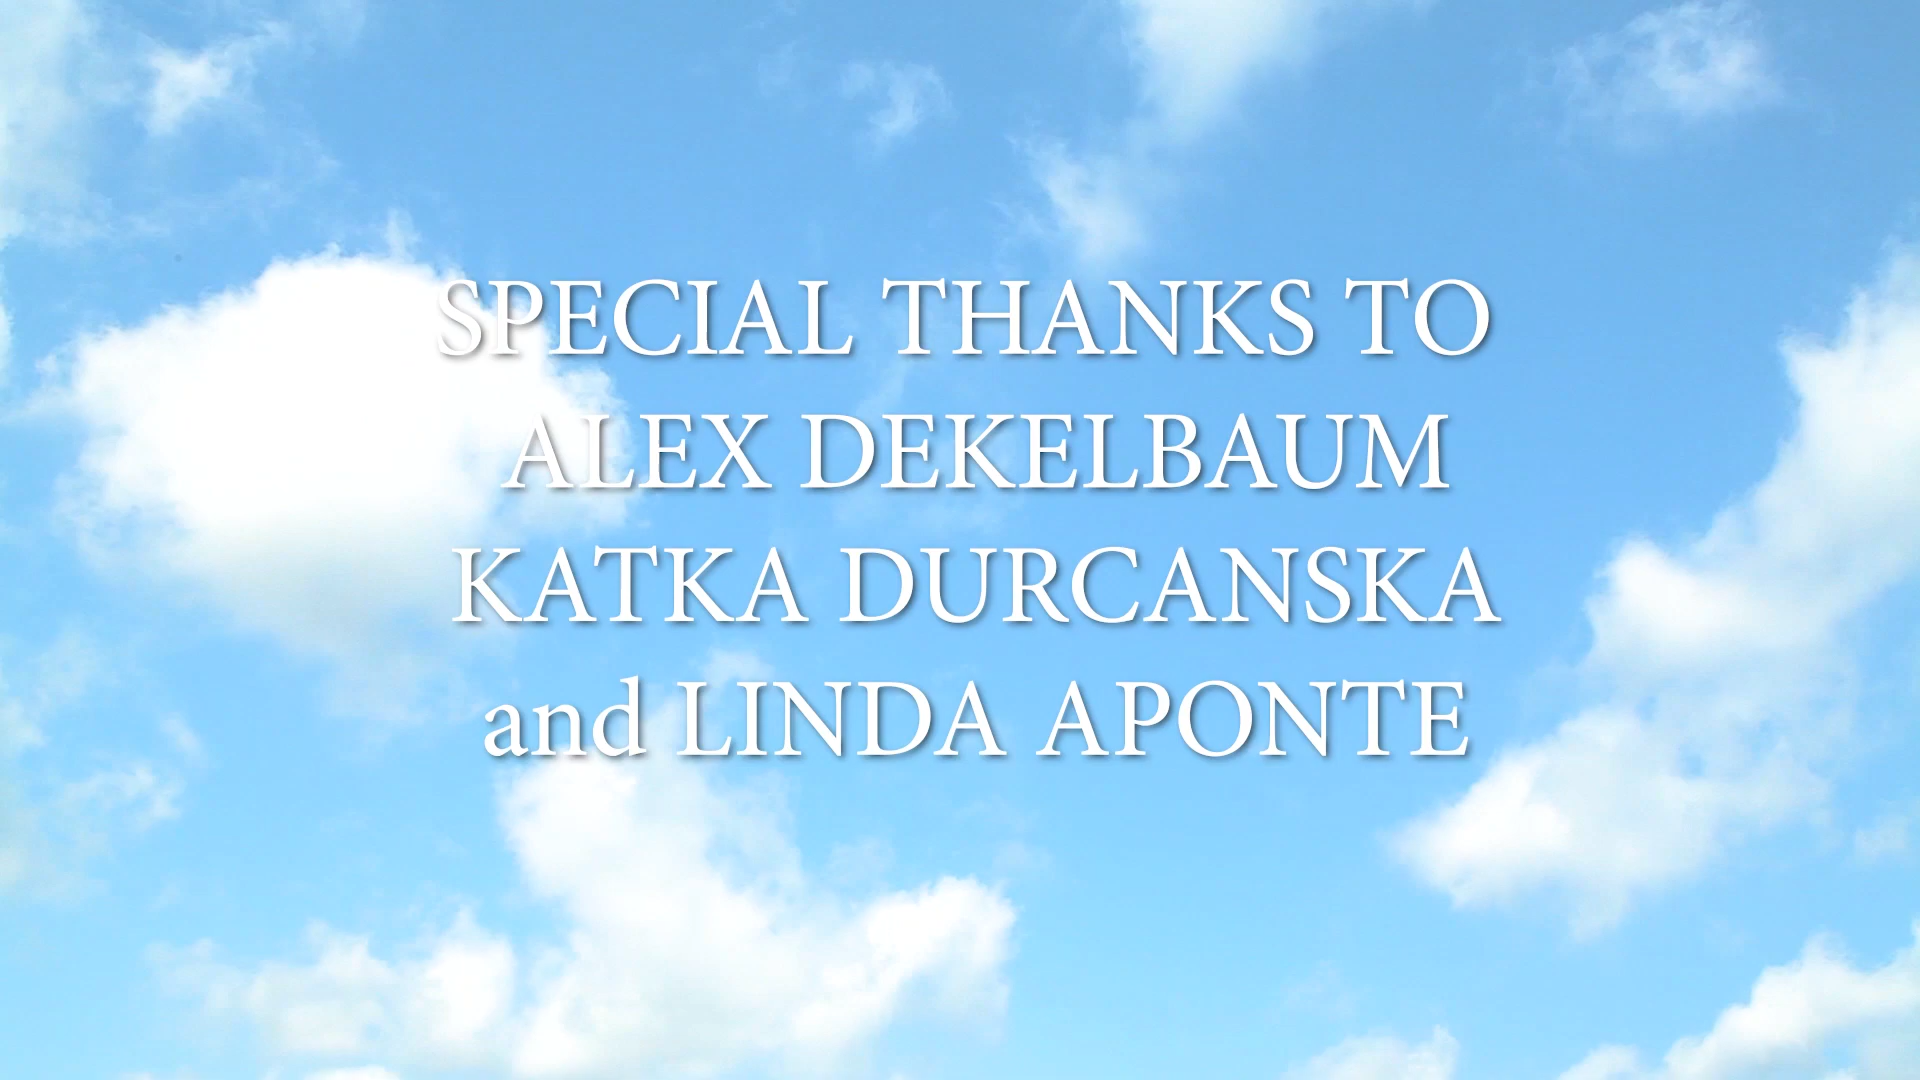 SPECIAL THANKS TO
ALEX DEKELBAUM
KATKA DURCANSKA
and LINDA APONTE